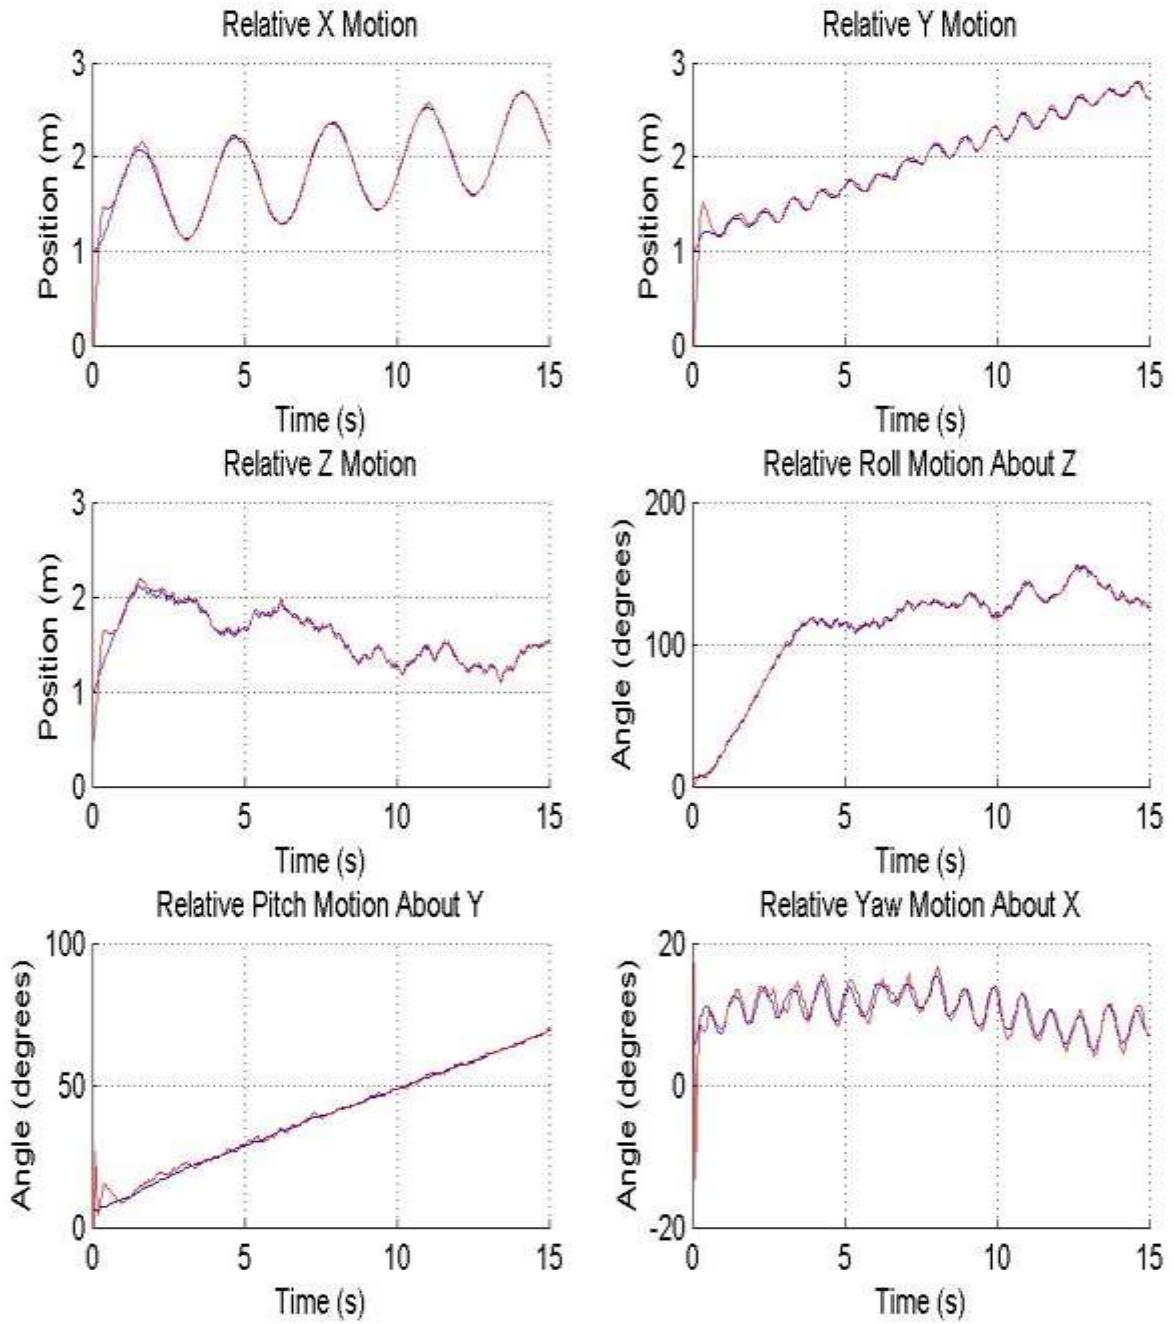 Relative X Motion
3
2
1
0
Position (m)
0 5 10 15
Time (s)
Relative Y Motion
3
2
1
0
Position (m)
0 5 10 15
Time (s)
Relative Z Motion
3
2
1
0
Position (m)
0 5 10 15
Time (s)
Relative Roll Motion About Z
200
100
0
Angle (degrees)
0 5 10 15
Time (s)
Relative Pitch Motion About Y
100
50
0
Angle (degrees)
0 5 10 15
Time (s)
Relative Yaw Motion About X
20
0
-20
Angle (degrees)
0 5 10 15
Time (s)